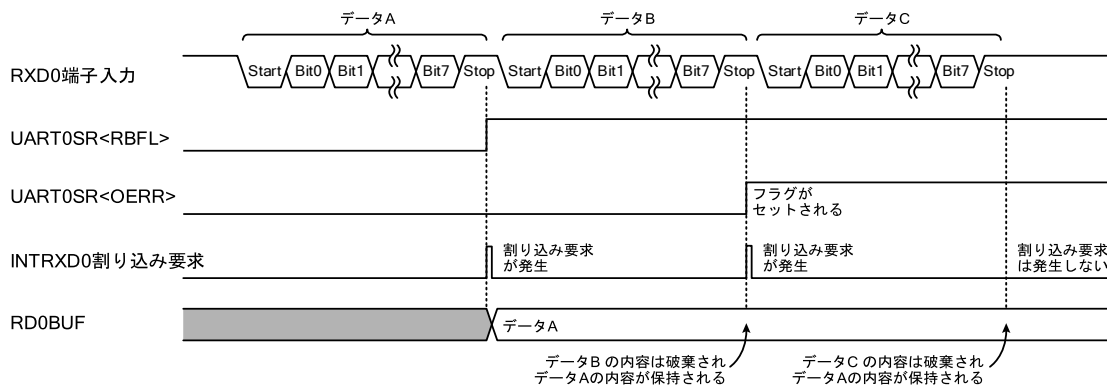 データA データB データC
RXD0端子入力 Start Bit0 Bit1 Bit7 Stop Start Bit0 Bit1 Bit7 Stop Start Bit0 Bit1 Bit7 Stop
UART0SR<RBFL>
UART0SR<OERR>
フラグが
セットされる
INTRXD0割り込み要求
割り込み要求
が発生
割り込み要求
が発生
割り込み要求
は発生しない
RD0BUF
データA
データB の内容は破棄され
データAの内容が保持される
データC の内容は破棄され
データAの内容が保持される